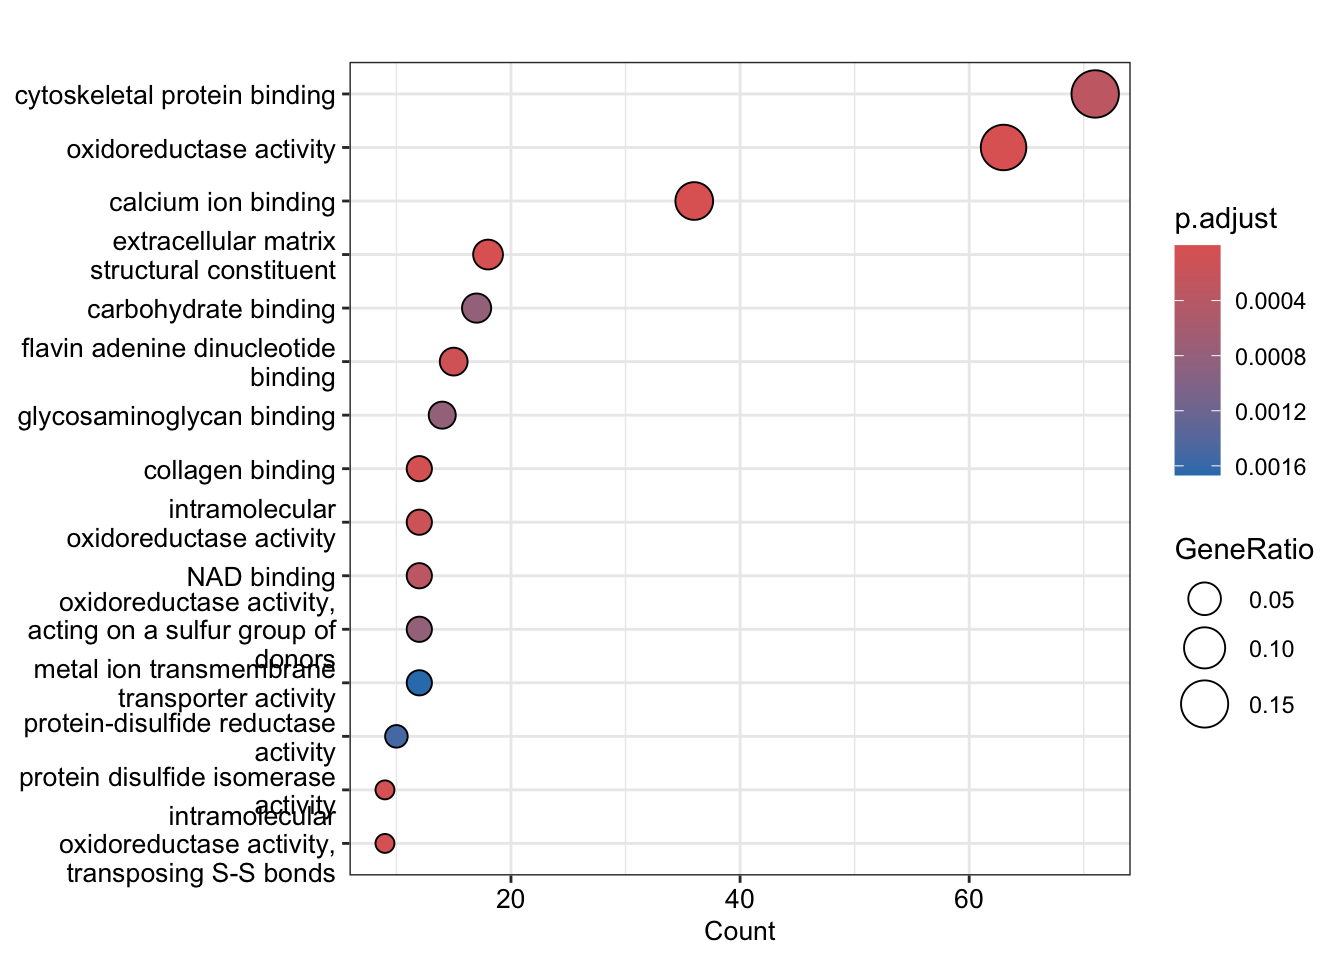 cytoskeletal protein binding
oxidoreductase activity
calcium ion binding
extracellular matrix
structural constituent
carbohydrate binding
flavin adenine dinucleotide
binding
glycosaminoglycan binding
collagen binding
intramolecular
oxidoreductase activity
NAD binding
oxidoreductase activity,
acting on a sulfur group of
donors
metal ion transmembrane
transporter activity
protein-disulfide reductase
activity
protein disulfide isomerase
activity
intramolecular
oxidoreductase activity,
transposing S-S bonds
20 40 60
Count
p.adjust
0.0004
0.0008
0.0012
0.0016
GeneRatio
0.05
0.10
0.15